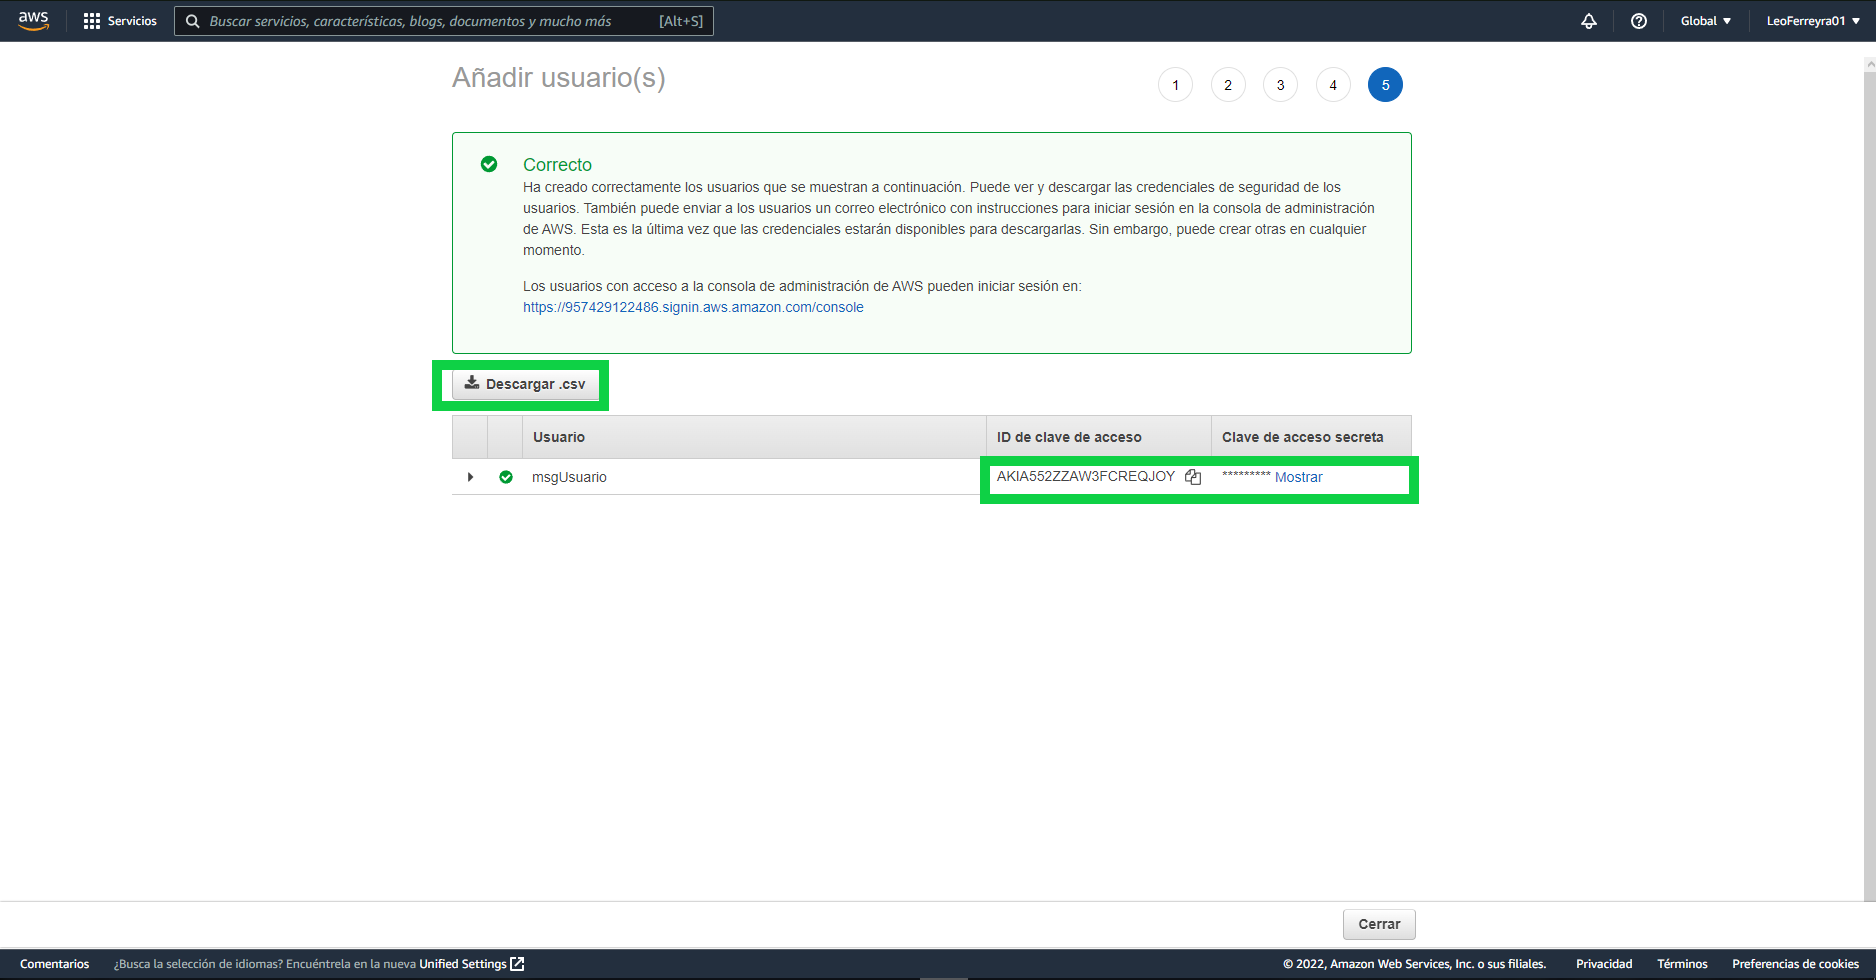 aws
Servicios
Buscar servicios, características, blogs, documentos y mucho más [Alt+S]
Global
LeoFerreyra01
Añadir usuario(s)
1 2 3 4 5
Correcto
Ha creado correctamente los usuarios que se muestran a continuación. Puede ver y descargar las credenciales de seguridad de los
usuarios. También puede enviar a los usuarios un correo electrónico con instrucciones para iniciar sesión en la consola de administración
de AWS. Esta es la última vez que las credenciales estarán disponibles para descargarlas. Sin embargo, puede crear otras en cualquier
momento.
Los usuarios con acceso a la consola de administración de AWS pueden iniciar sesión en:
https://957429122486.signin.aws.amazon.com/console
Descargar .csv
Usuario ID de clave de acceso Clave de acceso secreta
msgUsuario AKIA552ZZAW3FCREQJOY ********* Mostrar
Cerrar
Comentarios ¿Busca la selección de idiomas? Encuéntrela en la nueva Unified Settings
© 2022, Amazon Web Services, Inc. o sus filiales. Privacidad Términos Preferencias de cookies